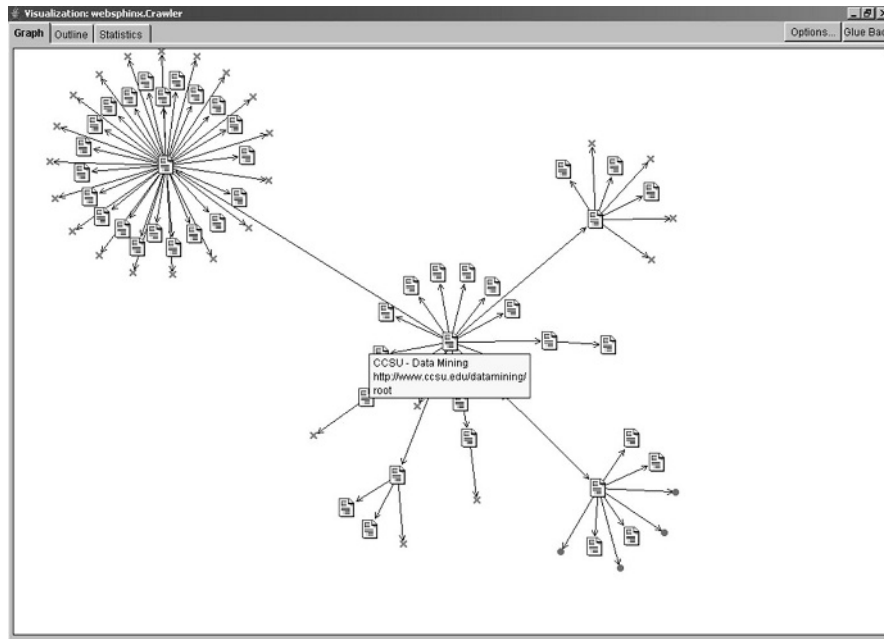 Visualization: websphinx.Crawler
Graph Outline Statistics
Options... Glue Bac
CCSU - Data Mining
http://www.ccsu.edu/datamining/
root